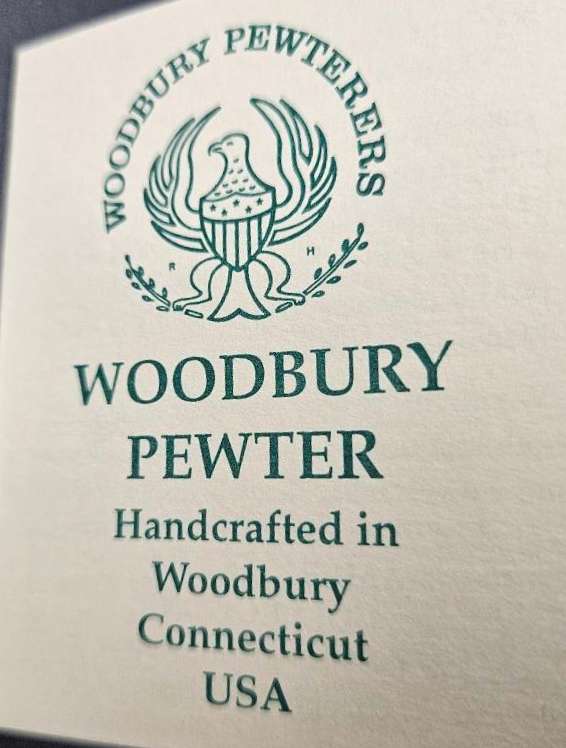 WOODBURY PEWTERERS
R H
WOODBURY
PEWTER
Handcrafted in
Woodbury
Connecticut
USA